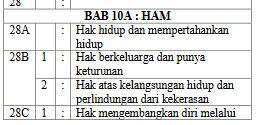 28 :
BAB 10A : HAM
28A : Hak hidup dan mempertahankan
hidup
28B 1 : Hak berkeluarga dan punya
keturunan
2 : Hak atas kelangsungan hidup dan
perlindungan dari kekerasan
28C 1 : Hak mengembangkan diri melalui